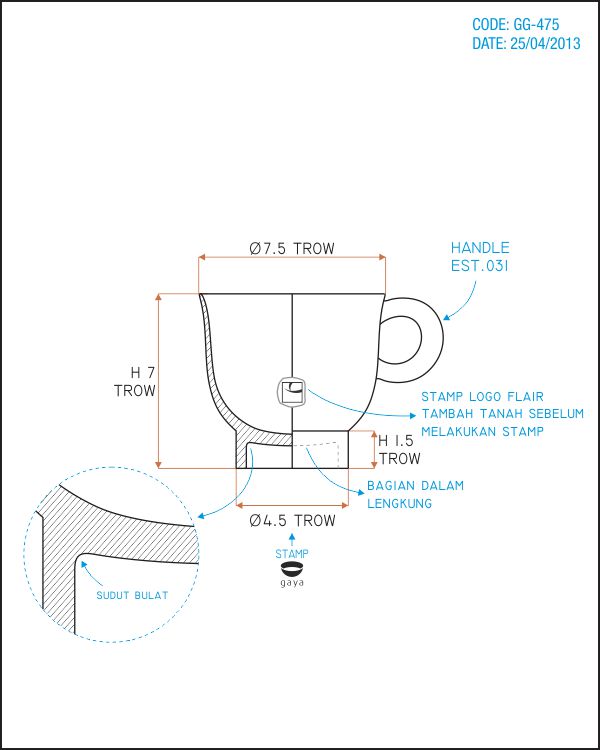 CODE: GG-475
DATE: 25/04/2013
Ø7.5 TROW
HANDLE
EST.031
H 7
TROW
STAMP LOGO FLAIR
TAMBAH TANAH SEBELUM
MELAKUKAN STAMP
H 1.5
TROW
BAGIAN DALAM
LENGKUNG
Ø4.5 TROW
STAMP
gaya
SUDUT BULAT